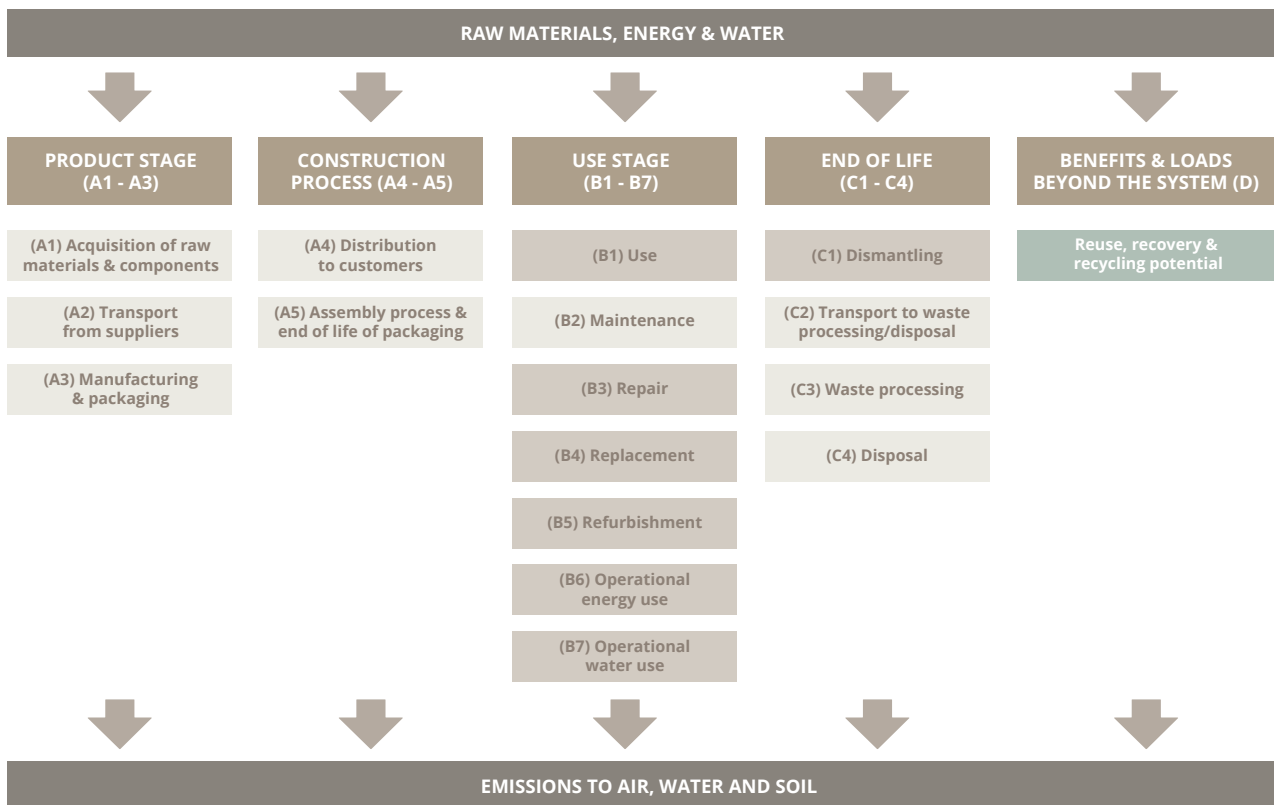 RAW MATERIALS, ENERGY & WATER
PRODUCT STAGE
(A1 - A3)
CONSTRUCTION
PROCESS (A4 - A5)
USE STAGE
(B1 - B7)
END OF LIFE
(C1 - C4)
BENEFITS & LOADS
BEYOND THE SYSTEM (D)
(A1) Acquisition of raw
materials & components
(A2) Transport
from suppliers
(A3) Manufacturing
& packaging
(A4) Distribution
to customers
(A5) Assembly process &
end of life of packaging
(B1) Use
(B2) Maintenance
(B3) Repair
(B4) Replacement
(B5) Refurbishment
(B6) Operational
energy use
(B7) Operational
water use
(C1) Dismantling
(C2) Transport to waste
processing/disposal
(C3) Waste processing
(C4) Disposal
Reuse, recovery &
recycling potential
EMISSIONS TO AIR, WATER AND SOIL